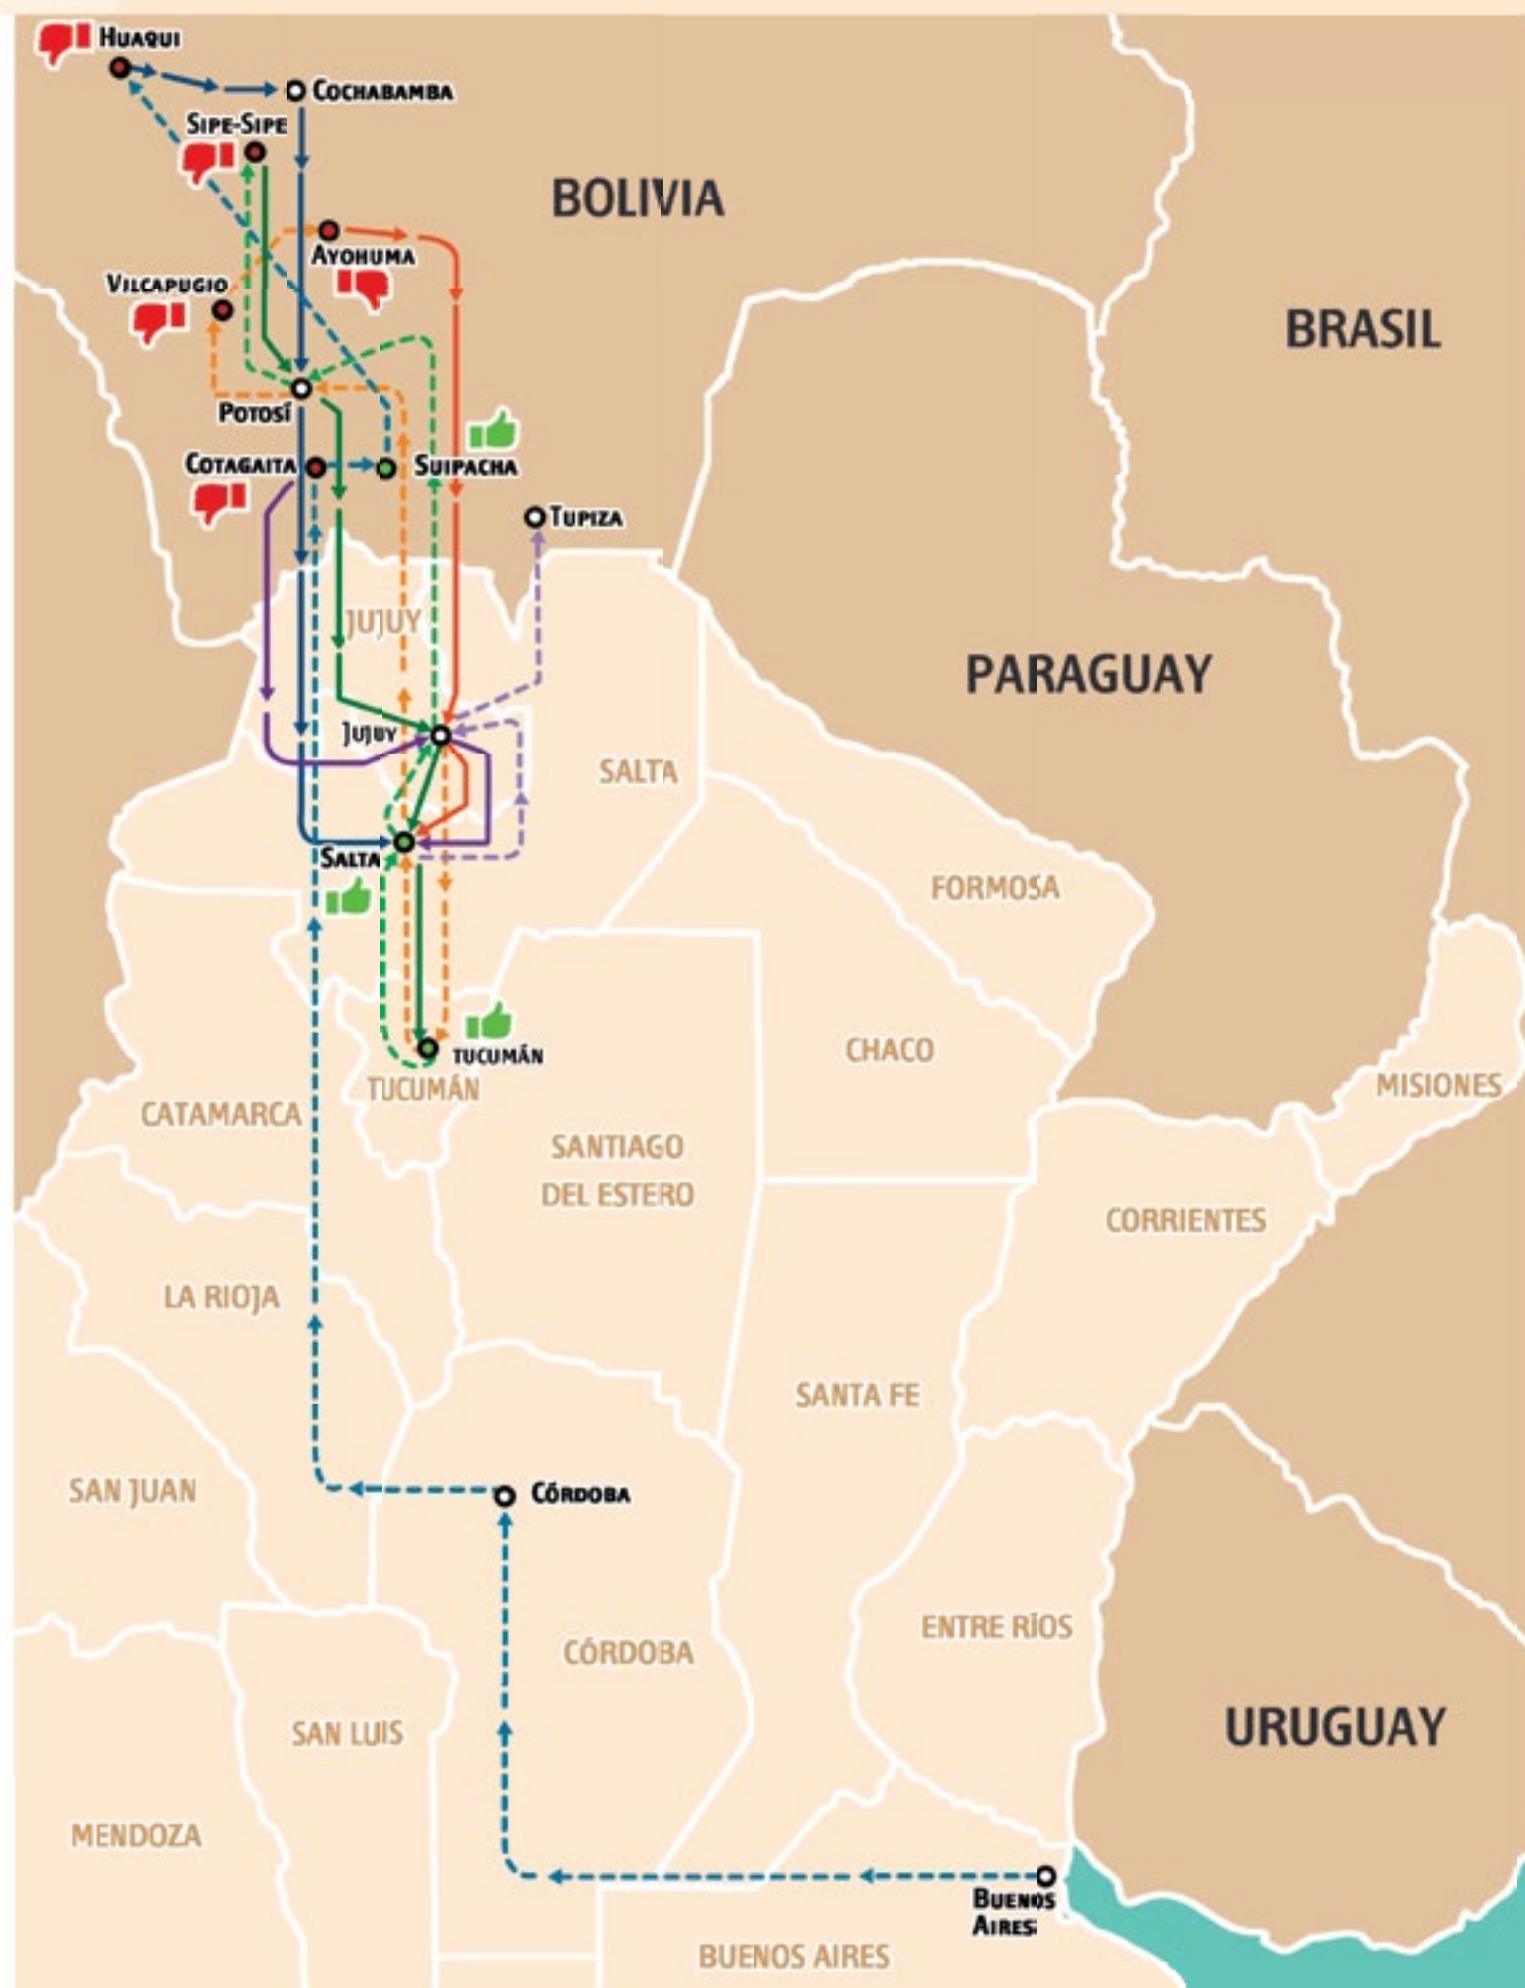 HUAQUI
COCHABAMBA
SIPE-SIPE
BOLIVIA
AYOHUMA
VILCAPUGIO
BRASIL
POTOSÍ
COTAGAITA
SUIPACHA
TUPIZA
JUJUY
PARAGUAY
JUJUY
SALTA
SALTA
FORMOSA
CHACO
TUCUMÁN
TUCUMÁN
MISIONES
CATAMARCA
SANTIAGO
DEL ESTERO
CORRIENTES
LA RIOJA
SANTA FE
SAN JUAN
CÓRDOBA
ENTRE RÍOS
CÓRDOBA
SAN LUIS
URUGUAY
MENDOZA
BUENOS
AIRES
BUENOS AIRES